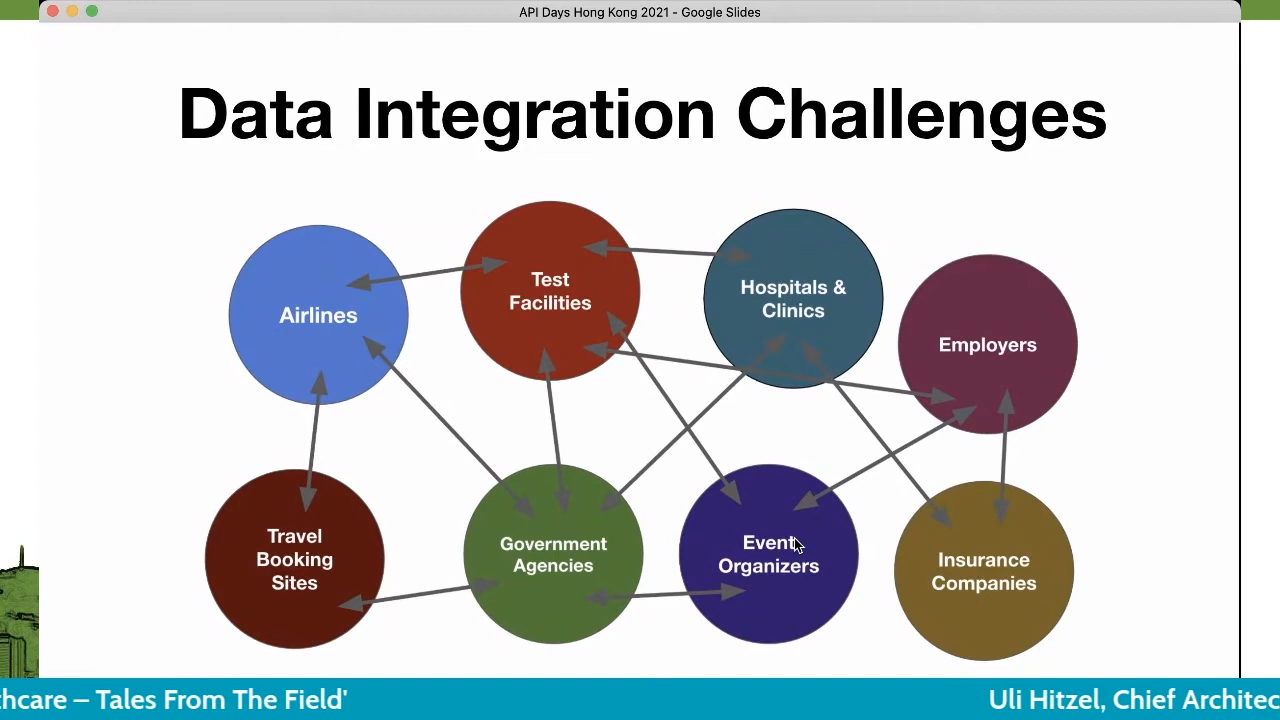 API Days Hong Kong 2021 - Google Slides
Data Integration Challenges
Airlines
Test
Facilities
Hospitals &
Clinics
Employers
Travel
Booking
Sites
Government
Agencies
Event
Organizers
Insurance
Companies
thcare – Tales From The Field'
Uli Hitzel, Chief Architec